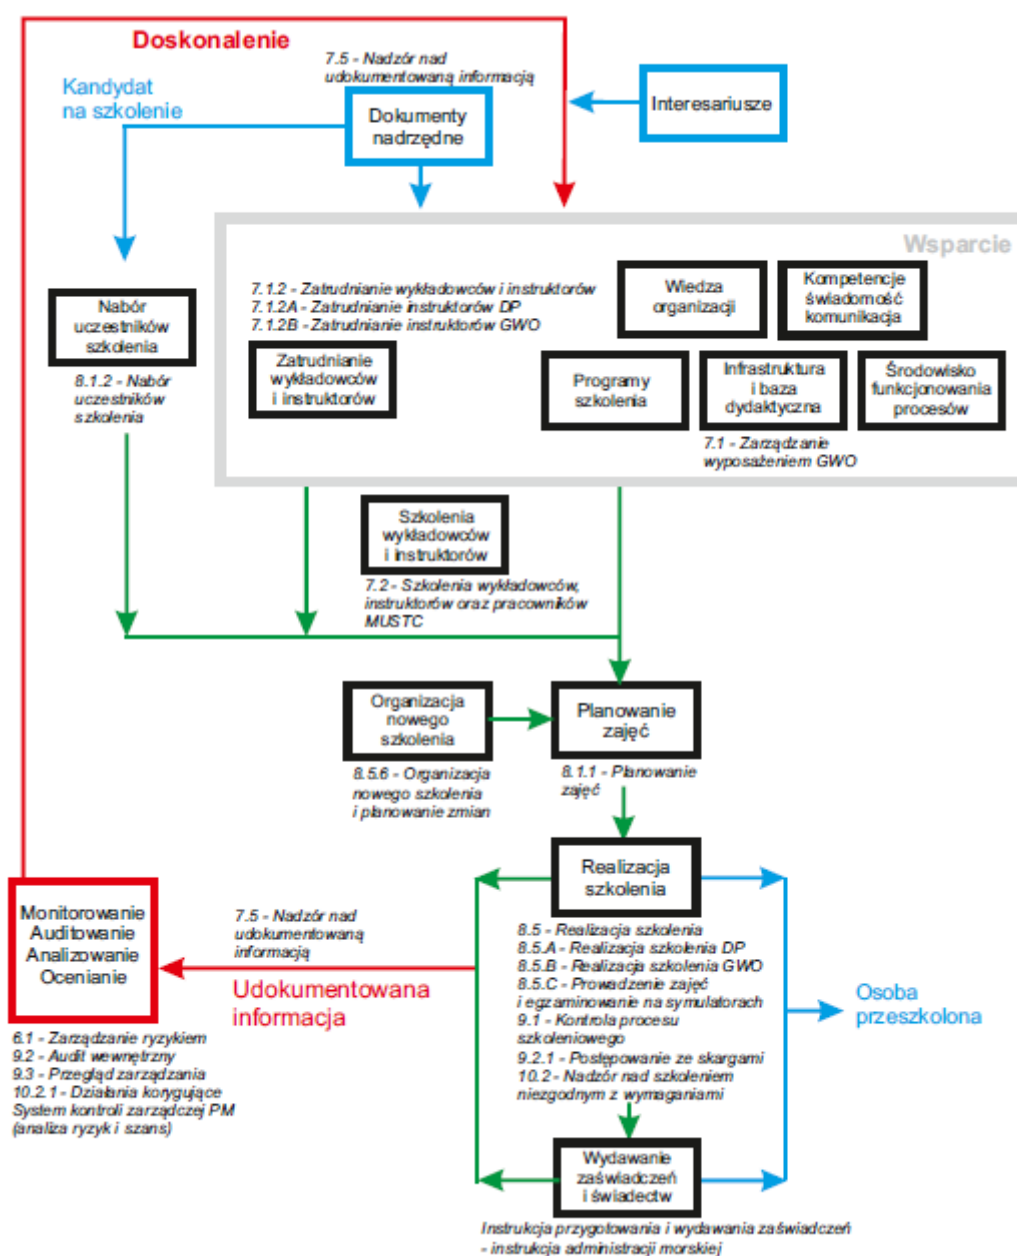 Doskonalenie
7.5 - Nadzór nad
udokumentowaną informacją
Kandydat
na szkolenie
Dokumenty
nadrzędne
Interesariusze
Wsparcie
7.1.2 - Zatrudnianie wykładowców i instruktorów
7.1.2A - Zatrudnianie instruktorów DP
7.1.2B - Zatrudnianie instruktorów GWO
Wiedza
organizacji
Kompetencje
świadomość
komunikacja
Nabór
uczestników
szkolenia
8.1.2 - Nabór
uczestników
szkolenia
Zatrudnianie
wykładowców
i instruktorów
Programy
szkolenia
Infrastruktura
i baza
dydaktyczna
Środowisko
funkcjonowania
procesów
7.1 - Zarządzanie
wyposażeniem GWO
Szkolenia
wykładowców
i instruktorów
7.2 - Szkolenia wykładowców,
instruktorów oraz pracowników
MUSTC
Organizacja
nowego
szkolenia
8.5.6 - Organizacja
nowego szkolenia
i planowanie zmian
Planowanie
zajęć
8.1.1 - Planowanie
zajęć
Realizacja
szkolenia
8.5 - Realizacja szkolenia
8.5.A - Realizacja szkolenia DP
8.5.B - Realizacja szkolenia GWO
8.5.C - Prowadzenie zajęć
i egzaminowanie na symulatorach
9.1 - Kontrola procesu
szkoleniowego
9.2.1 - Postępowanie ze skargami
10.2 - Nadzór nad szkoleniem
niezgodnym z wymaganiami
Monitorowanie
Auditowanie
Analizowanie
Ocenianie
7.5 - Nadzór nad
udokumentowaną
informacją
Udokumentowana
informacja
Osoba
przeszkolona
6.1 - Zarządzanie ryzykiem
9.2 - Audit wewnętrzny
9.3 - Przegląd zarządzania
10.2.1 - Działania korygujące
System kontroli zarządczej PM
(analiza ryzyk i szans)
Wydawanie
zaświadczeń
i świadectw
Instrukcja przygotowania i wydawania zaświadczeń
- instrukcja administracji morskiej